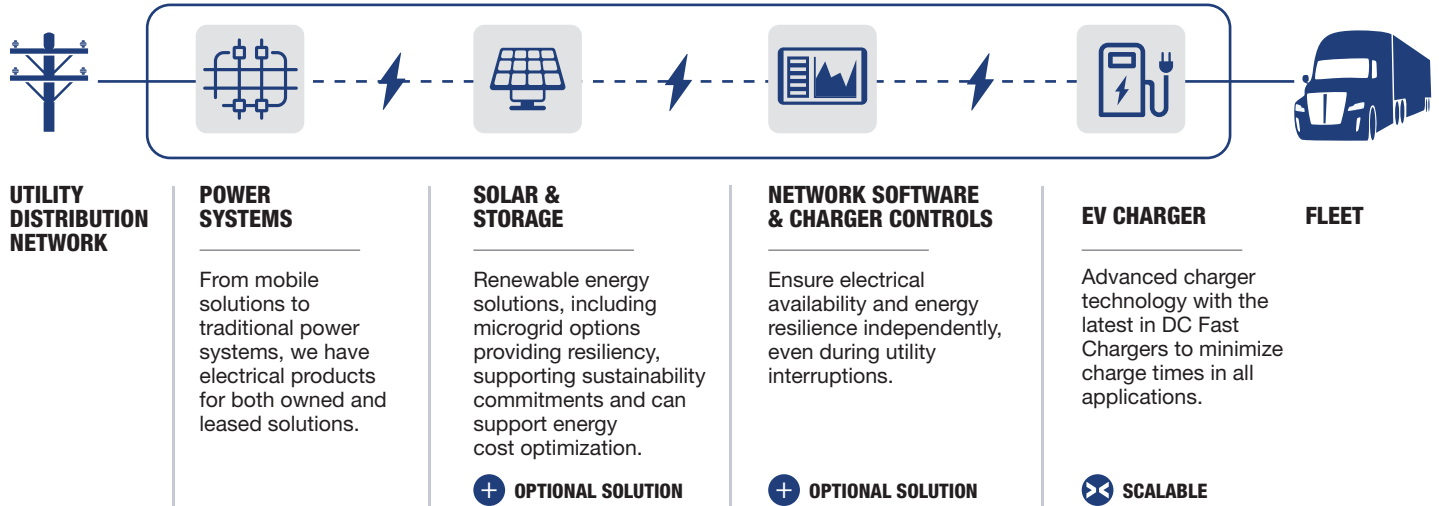 UTILITY
DISTRIBUTION
NETWORK
POWER
SYSTEMS
From mobile
solutions to
traditional power
systems, we have
electrical products
for both owned and
leased solutions.
SOLAR &
STORAGE
Renewable energy
solutions, including
microgrid options
providing resiliency,
supporting sustainability
commitments and can
support energy
cost optimization.
OPTIONAL SOLUTION
NETWORK SOFTWARE
& CHARGER CONTROLS
Ensure electrical
availability and energy
resilience independently,
even during utility
interruptions.
OPTIONAL SOLUTION
EV CHARGER
Advanced charger
technology with the
latest in DC Fast
Chargers to minimize
charge times in all
applications.
SCALABLE
FLEET